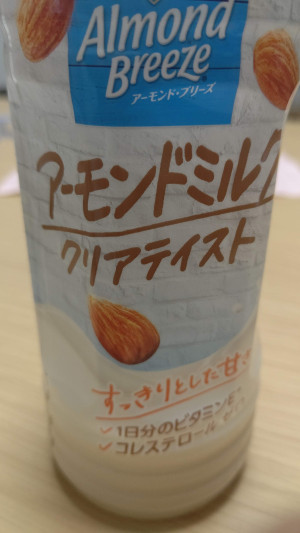 Almond
Breeze
アーモンド・ブリーズ
アーモンドミルク
クリアテイスト
すっきりとした甘さ
✓1日分のビタミンE
✓コレステロール